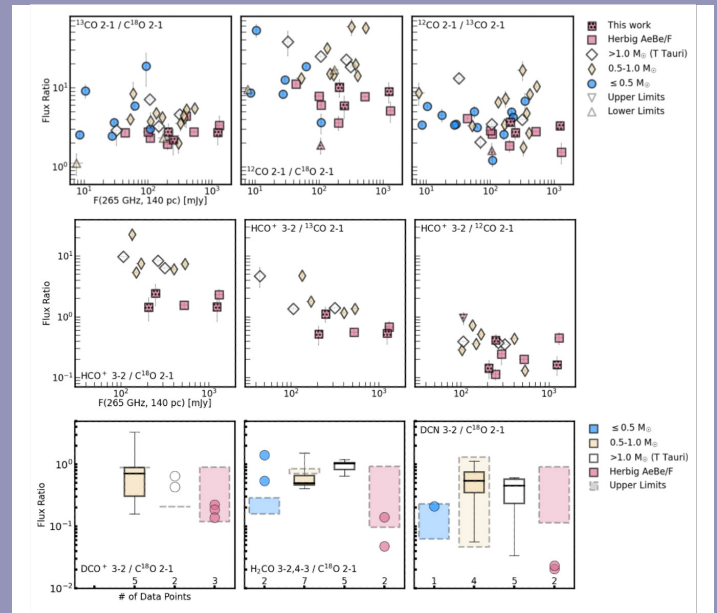 ¹³CO 2-1 / C¹⁸O 2-1
¹²CO 2-1 / C¹⁸O 2-1
¹²CO 2-1 / ¹³CO 2-1
Flux Ratio
10¹
10⁰
10²
10³
F(265 GHz, 140 pc) [mJy]
This work
Herbig AeBe/F
>1.0 M☉ (T Tauri)
0.5-1.0 M☉
≤ 0.5 M☉
Upper Limits
Lower Limits
HCO⁺ 3-2 / C¹⁸O 2-1
HCO⁺ 3-2 / ¹³CO 2-1
HCO⁺ 3-2 / ¹²CO 2-1
Flux Ratio
10¹
10⁰
10⁻¹
10² 10³
10² 10³
10² 10³
F(265 GHz, 140 pc) [mJy]
DCO⁺ 3-2 / C¹⁸O 2-1
H₂CO 3-2,4-3 / C¹⁸O 2-1
DCN 3-2 / C¹⁸O 2-1
Flux Ratio
10⁰
10⁻¹
10⁻²
5 2 3
2 7 5 2
1 4 5 2
# of Data Points
≤ 0.5 M☉
0.5-1.0 M☉
>1.0 M☉ (T Tauri)
Herbig AeBe/F
Upper Limits